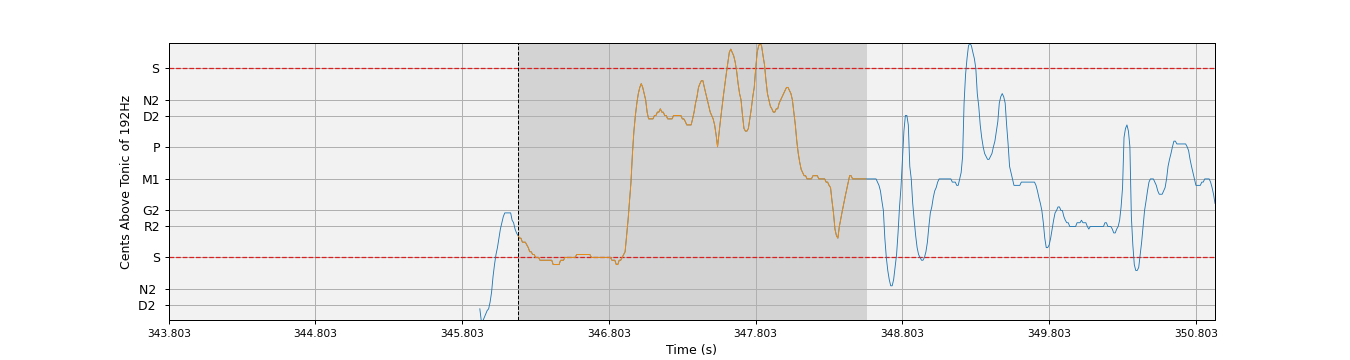 Cents Above Tonic of 192Hz
S
N2
D2
P
M1
G2
R2
S
N2
D2
343.803 344.803 345.803 346.803 347.803 348.803 349.803 350.803
Time (s)